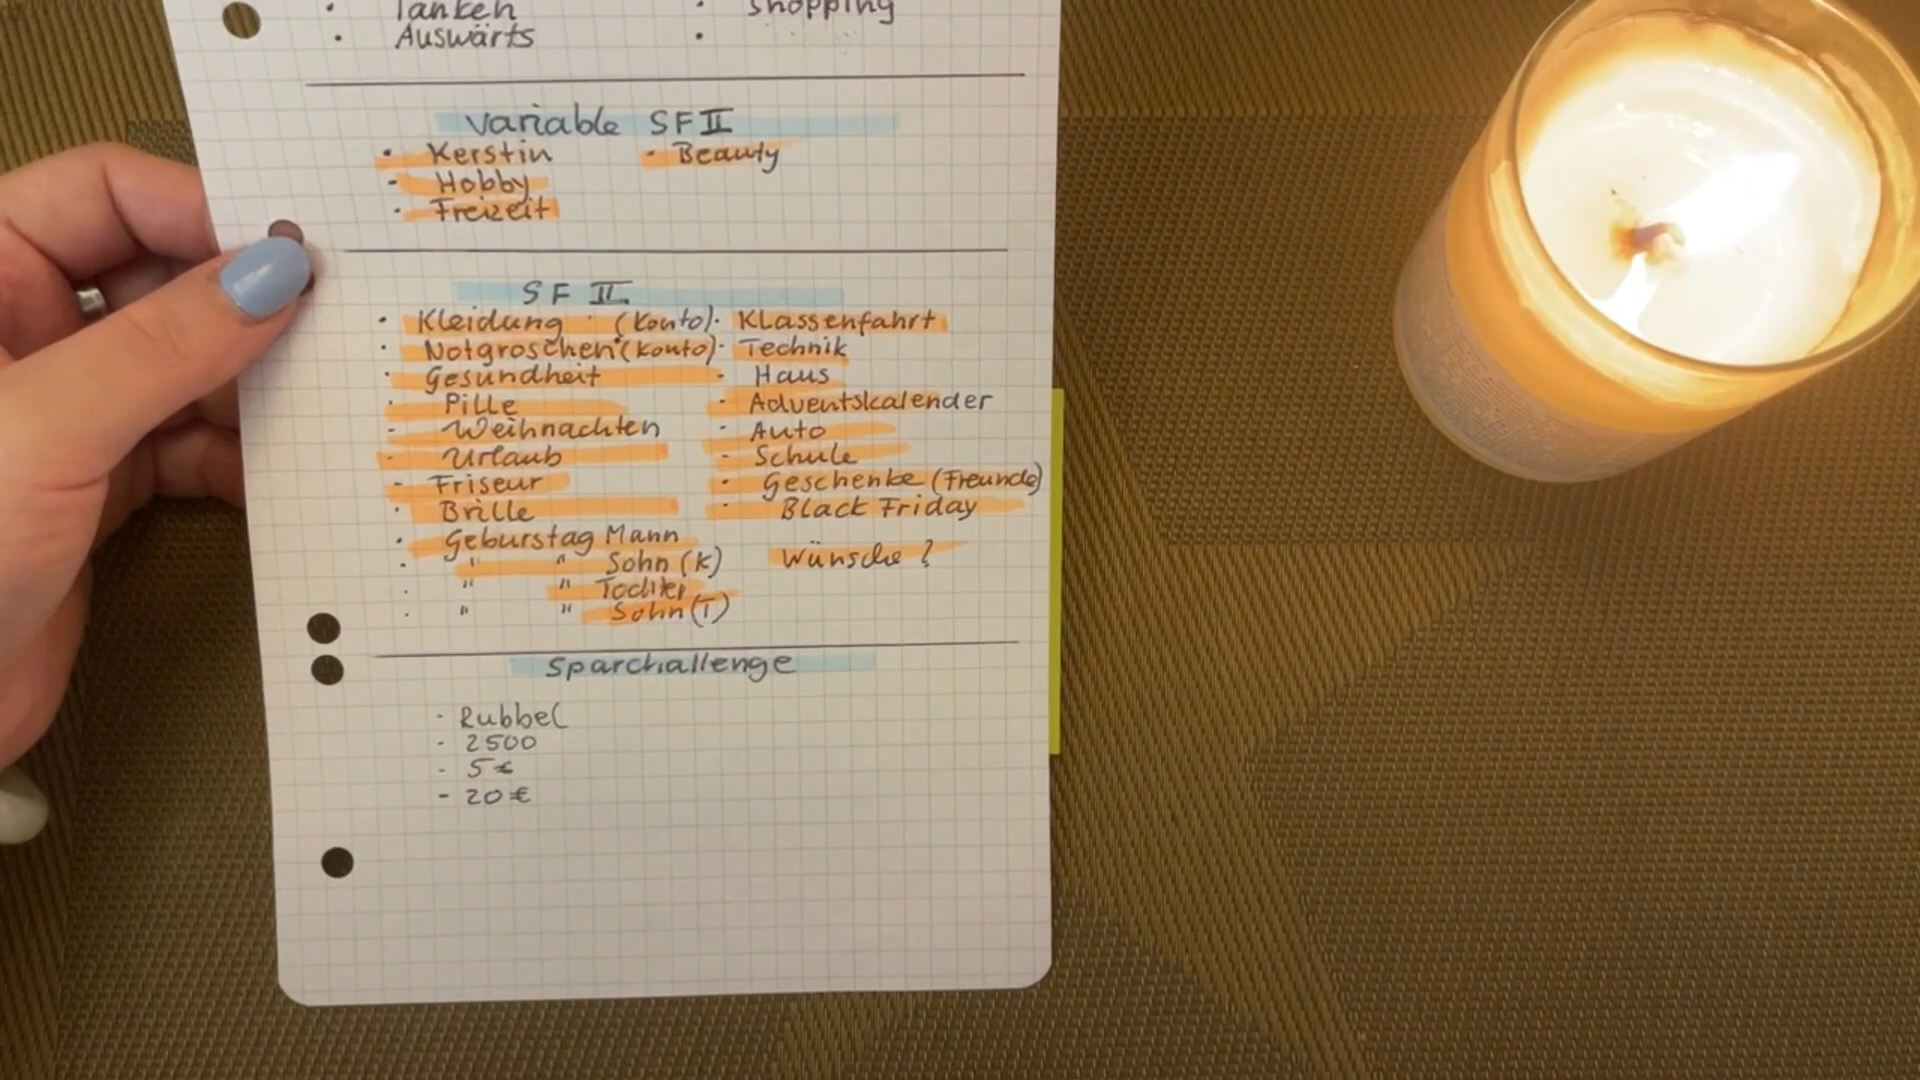 Tanken
Auswärts
Shopping
Variable SF II
Kerstin
Hobby
Freizeit
Beauty
SF II
Kleidung (Konto)
Notgroschen (Konto)
Gesundheit
Pille
Weihnachten
Urlaub
Friseur
Brille
Geburstag Mann
" " Sohn (K)
" " Tochter
" " Sohn (T)
Klassenfahrt
Technik
Haus
Adventskalender
Auto
Schule
Geschenke (Freunde)
Black Friday
Wünsche?
Sparchallenge
- Rubbel
- 2500
- 5€
- 20€